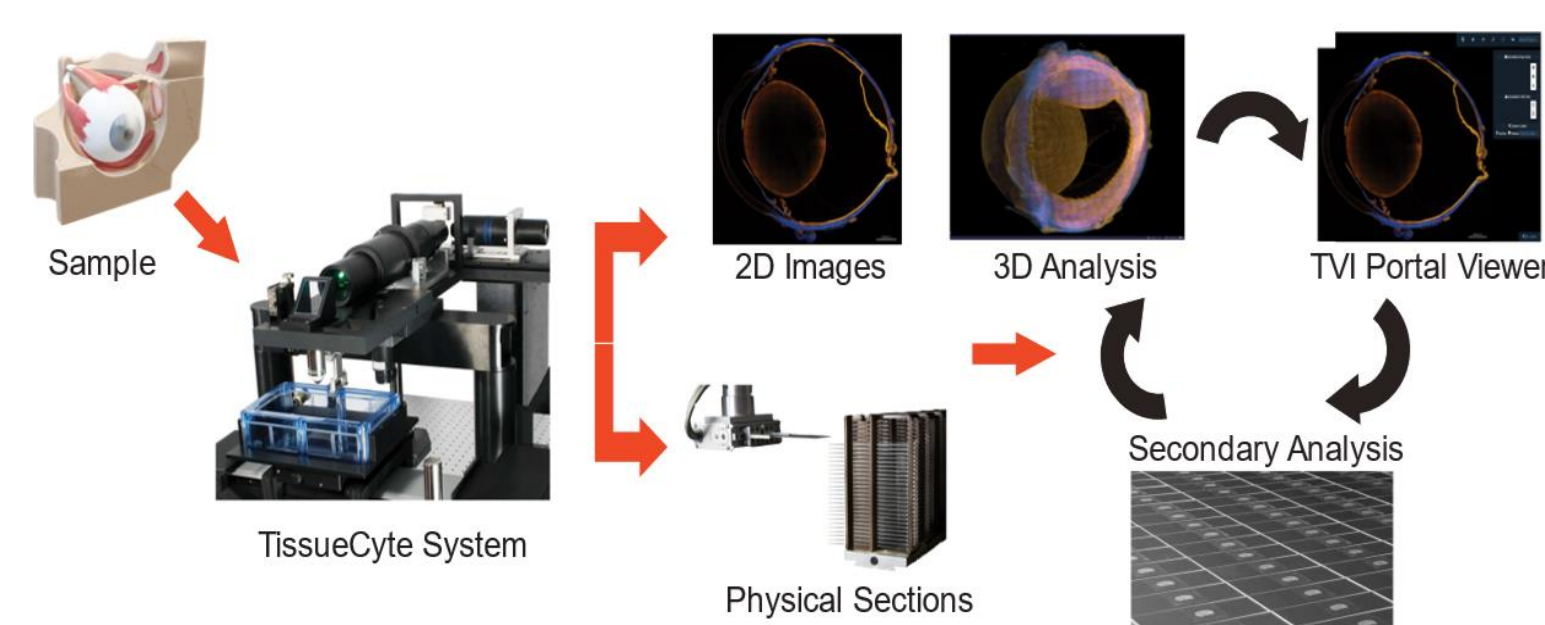 Sample
2D Images
3D Analysis
TVI Portal Viewer
Secondary Analysis
TissueCyte System
Physical Sections